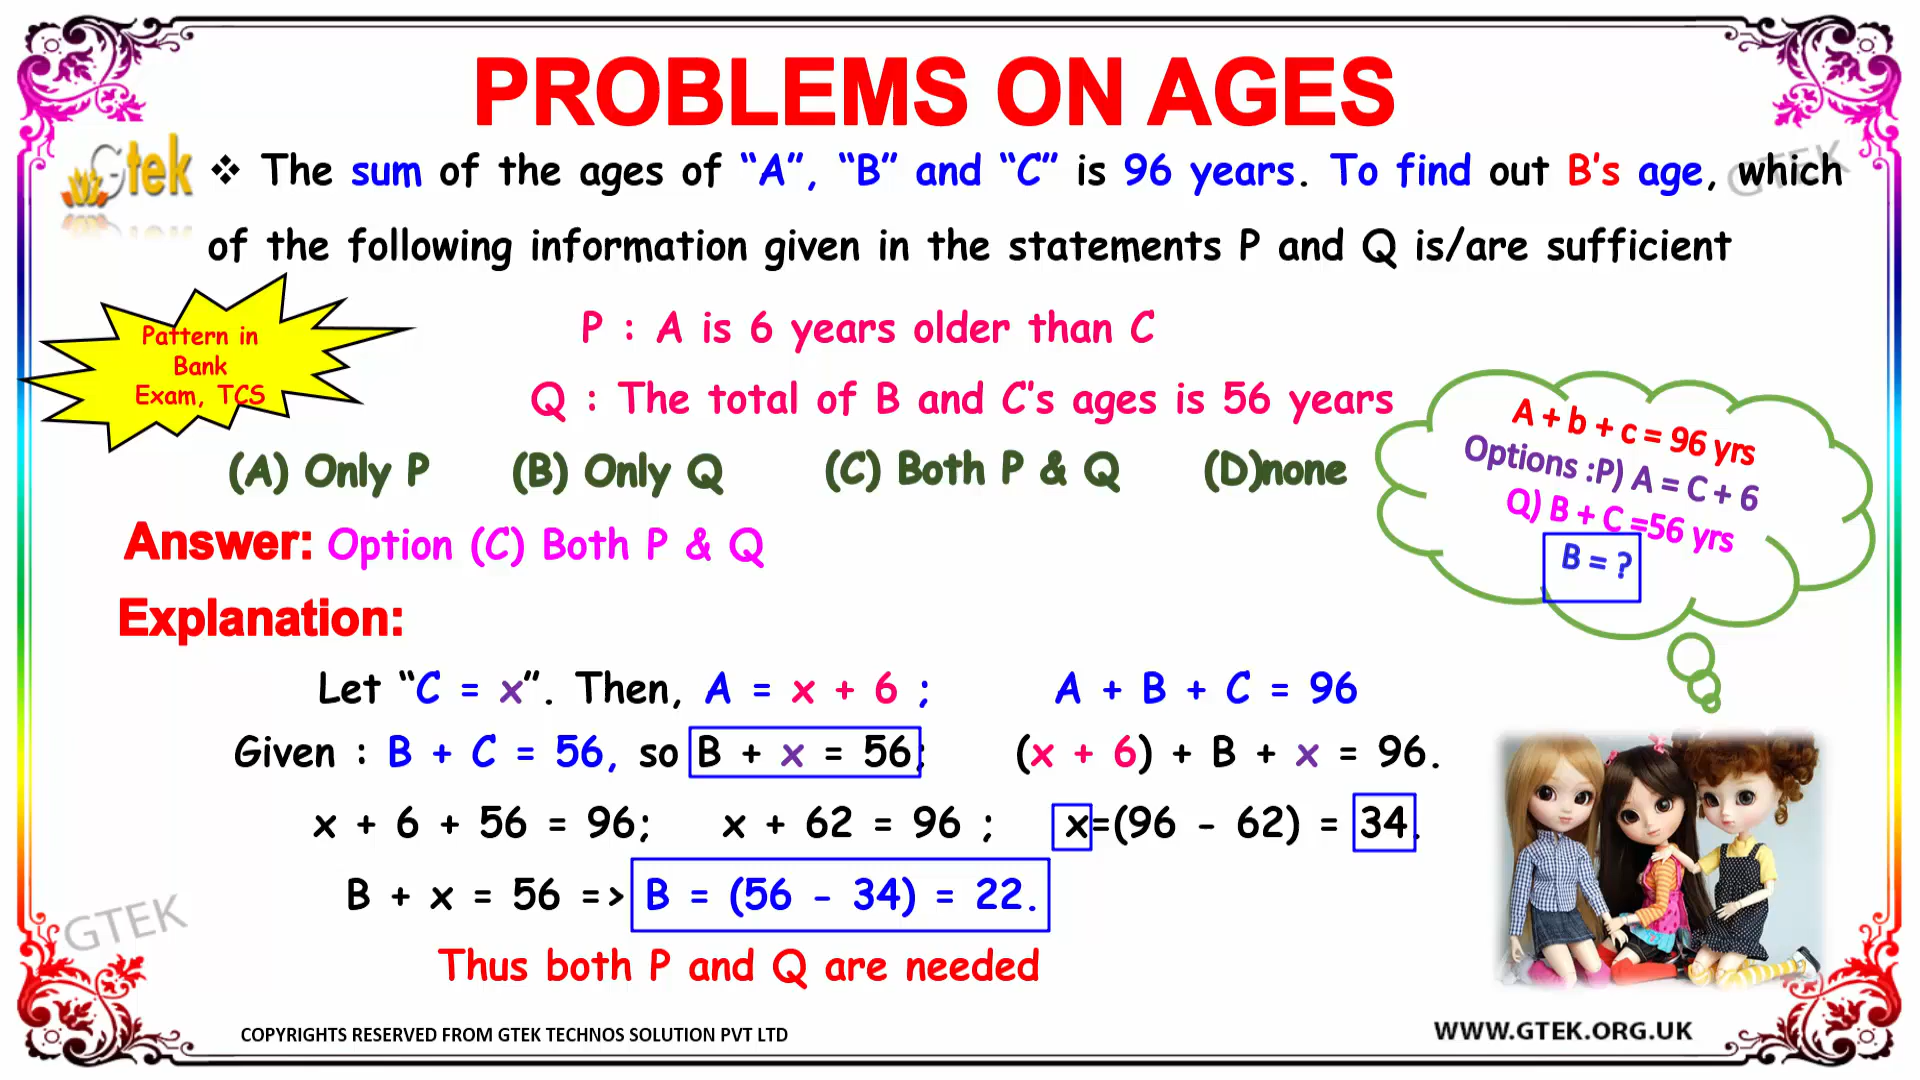 PROBLEMS ON AGES
Gtek
❖ The sum of the ages of “A”, “B” and “C” is 96 years. To find out B’s age, which
GTEK
of the following information given in the statements P and Q is/are sufficient
Pattern in
Bank
Exam, TCS
P : A is 6 years older than C
Q : The total of B and C’s ages is 56 years
(A) Only P (B) Only Q (C) Both P & Q (D)none
A + b + c = 96 yrs
Options :P) A = C + 6
Q) B + C =56 yrs
B = ?
Answer: Option (C) Both P & Q
Explanation:
Let “C = x”. Then, A = x + 6 ; A + B + C = 96
Given : B + C = 56, so B + x = 56; (x + 6) + B + x = 96.
x + 6 + 56 = 96; x + 62 = 96 ; x=(96 - 62) = 34.
B + x = 56 => B = (56 - 34) = 22.
GTEK
Thus both P and Q are needed
COPYRIGHTS RESERVED FROM GTEK TECHNOS SOLUTION PVT LTD
WWW.GTEK.ORG.UK